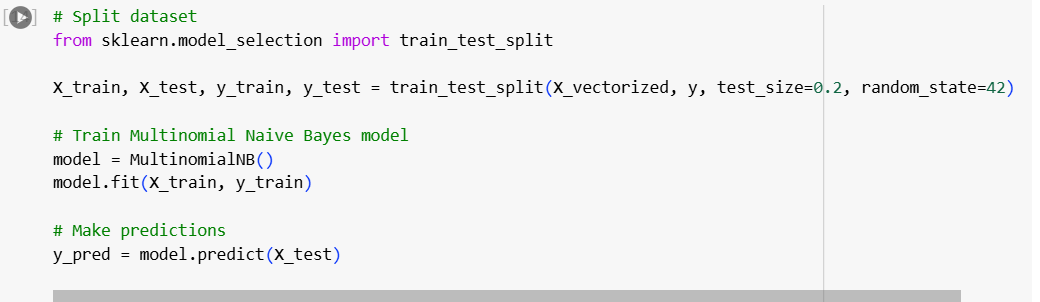 [ ] # Split dataset
from sklearn.model_selection import train_test_split
X_train, X_test, y_train, y_test = train_test_split(X_vectorized, y, test_size=0.2, random_state=42)
# Train Multinomial Naive Bayes model
model = MultinomialNB()
model.fit(X_train, y_train)
# Make predictions
y_pred = model.predict(X_test)